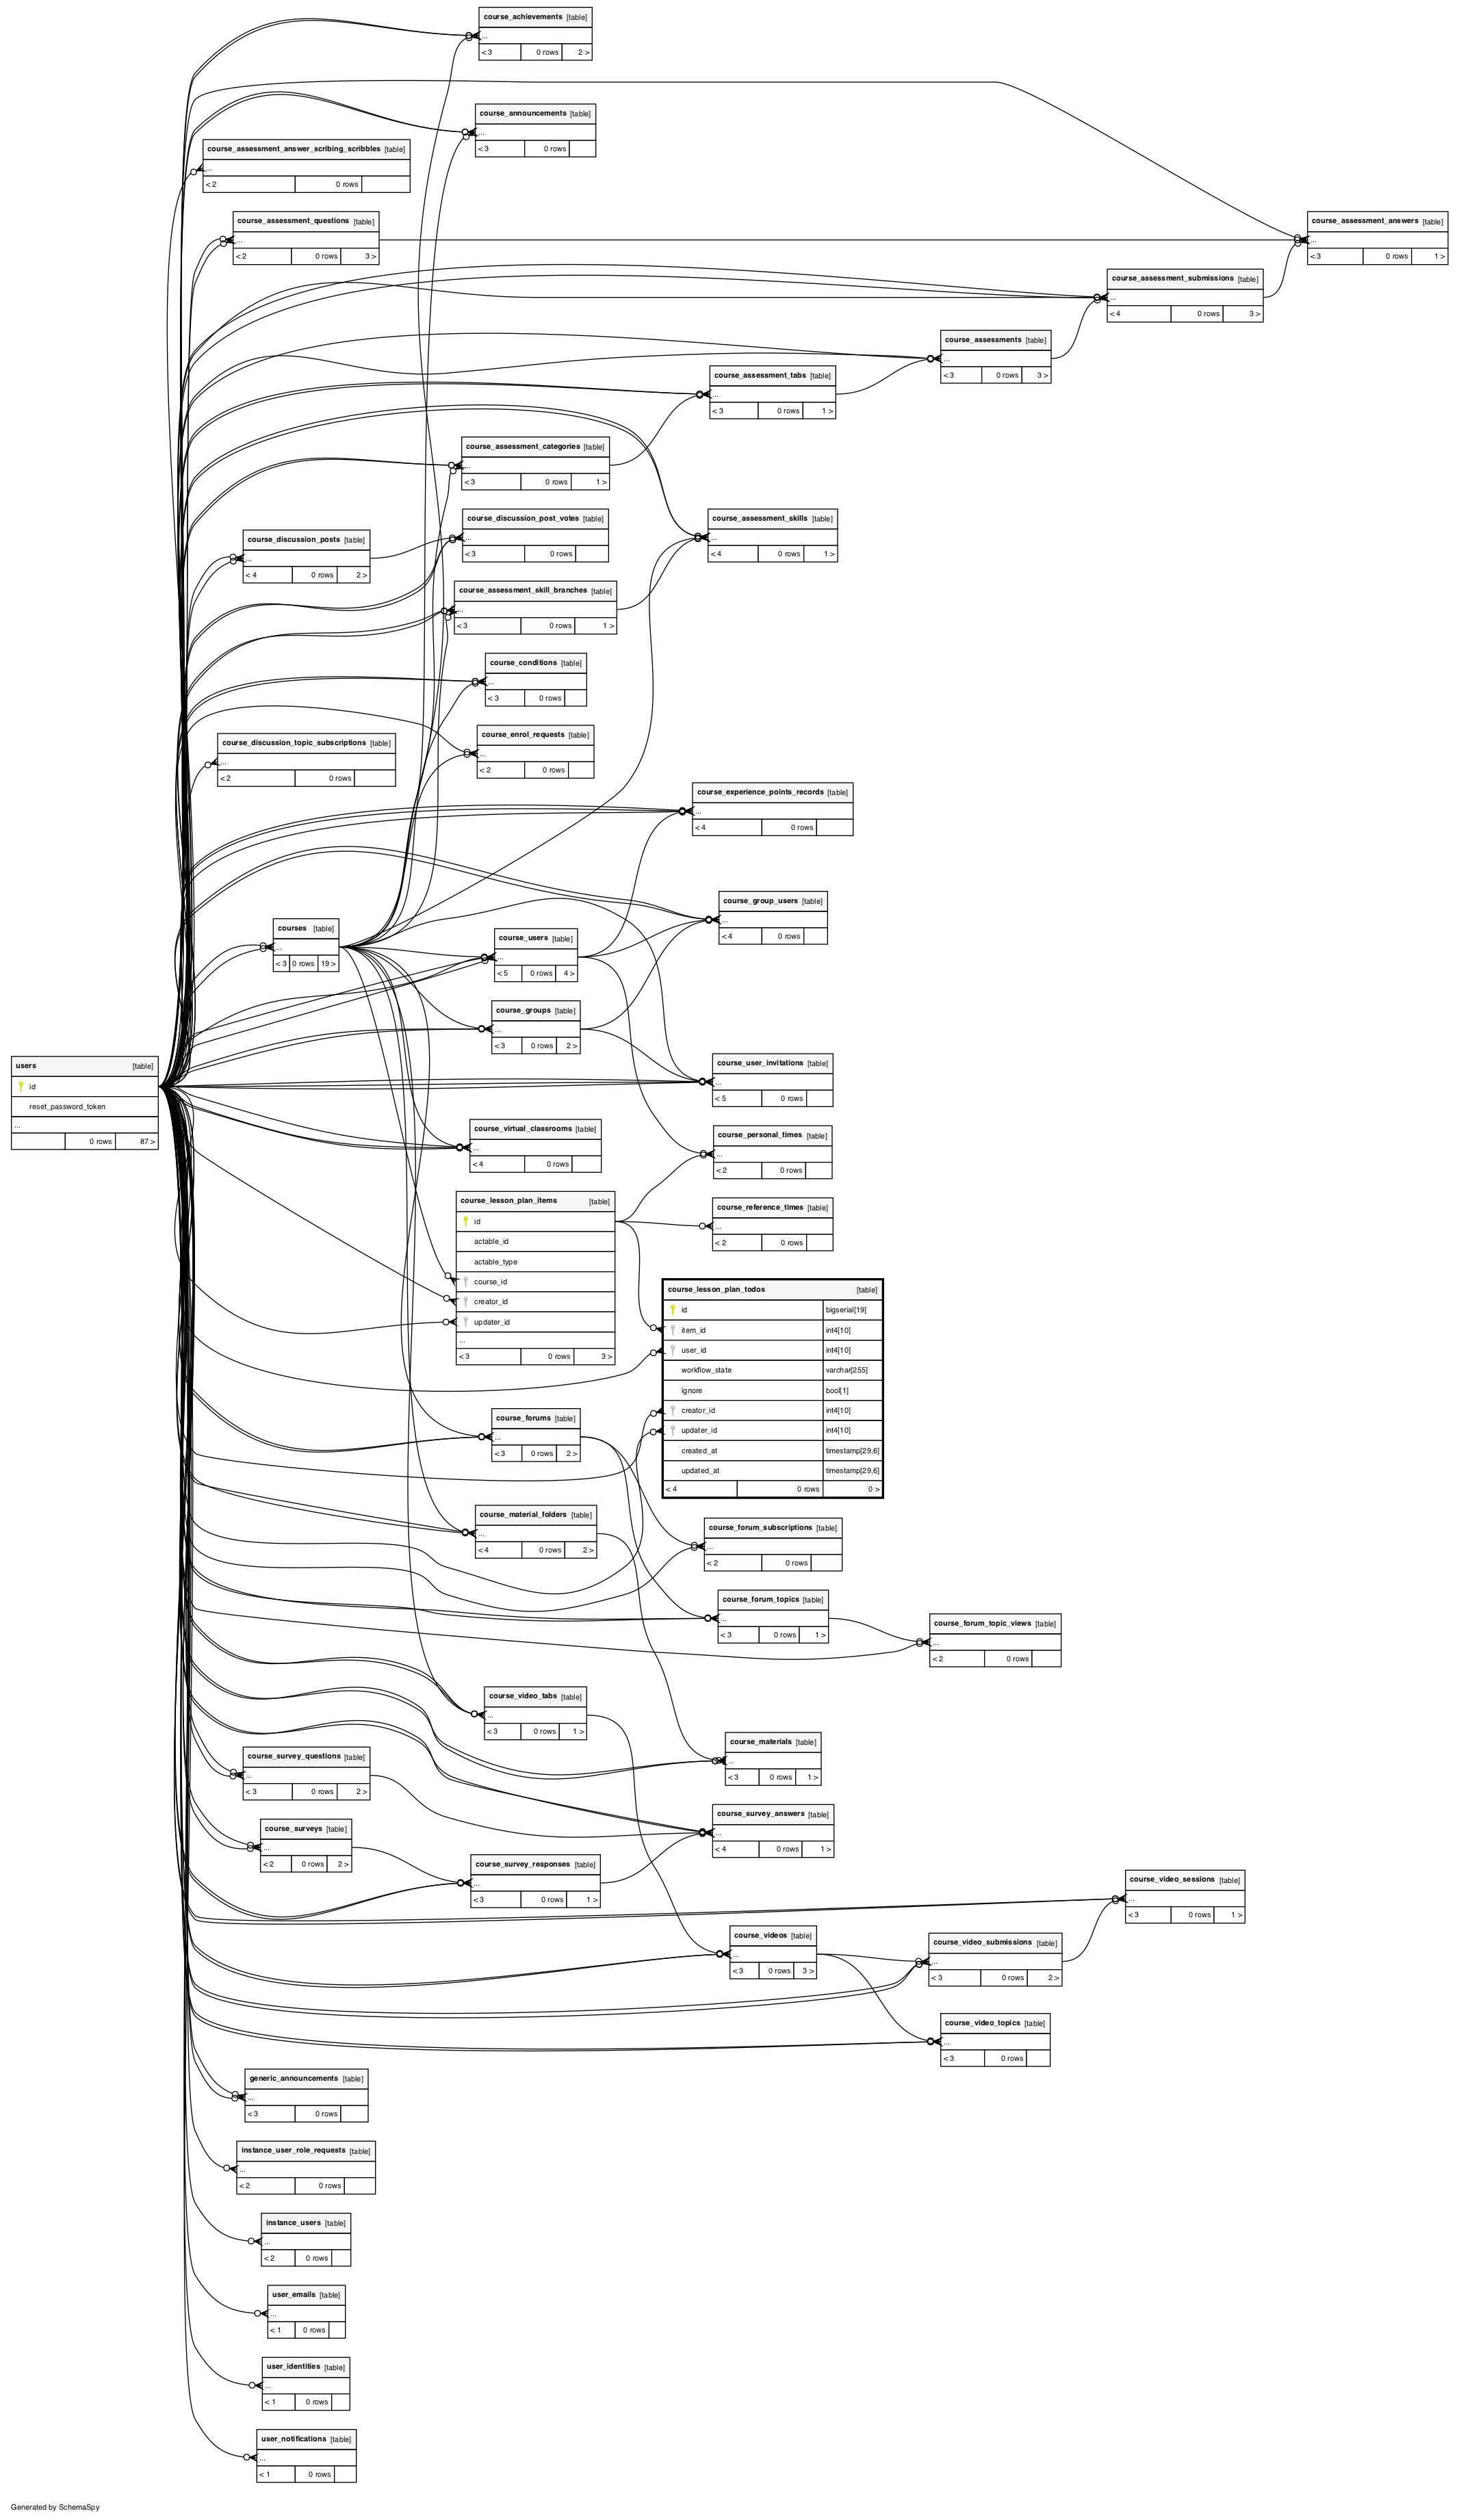 course_achievements [table]
...
< 3 0 rows 2 >
course_announcements [table]
...
< 3 0 rows
course_assessment_answer_scribing_scribbles [table]
...
< 2 0 rows
course_assessment_questions [table]
...
< 2 0 rows 3 >
course_assessment_answers [table]
...
< 3 0 rows 1 >
course_assessment_submissions [table]
...
< 4 0 rows 3 >
course_assessments [table]
...
< 3 0 rows 3 >
course_assessment_tabs [table]
...
< 3 0 rows 1 >
course_assessment_categories [table]
...
< 3 0 rows 1 >
course_discussion_post_votes [table]
...
< 3 0 rows
course_assessment_skills [table]
...
< 4 0 rows 1 >
course_discussion_posts [table]
...
< 4 0 rows 2 >
course_assessment_skill_branches [table]
...
< 3 0 rows 1 >
course_conditions [table]
...
< 3 0 rows
course_enrol_requests [table]
...
< 2 0 rows
course_discussion_topic_subscriptions [table]
...
< 2 0 rows
course_experience_points_records [table]
...
< 4 0 rows
course_group_users [table]
...
< 4 0 rows
courses [table]
...
< 3 0 rows 19 >
course_users [table]
...
< 5 0 rows 4 >
course_groups [table]
...
< 3 0 rows 2 >
users [table]
id
reset_password_token
...
0 rows 87 >
course_user_invitations [table]
...
< 5 0 rows
course_virtual_classrooms [table]
...
< 4 0 rows
course_personal_times [table]
...
< 2 0 rows
course_lesson_plan_items [table]
id
actable_id
actable_type
course_id
creator_id
updater_id
...
< 3 0 rows 3 >
course_reference_times [table]
...
< 2 0 rows
course_lesson_plan_todos [table]
id bigserial[19]
item_id int4[10]
user_id int4[10]
workflow_state varchar[255]
ignore bool[1]
creator_id int4[10]
updater_id int4[10]
created_at timestamp[29,6]
updated_at timestamp[29,6]
< 4 0 rows 0 >
course_forums [table]
...
< 3 0 rows 2 >
course_material_folders [table]
...
< 4 0 rows 2 >
course_forum_subscriptions [table]
...
< 2 0 rows
course_forum_topics [table]
...
< 3 0 rows 1 >
course_forum_topic_views [table]
...
< 2 0 rows
course_video_tabs [table]
...
< 3 0 rows 1 >
course_materials [table]
...
< 3 0 rows 1 >
course_survey_questions [table]
...
< 3 0 rows 2 >
course_survey_answers [table]
...
< 4 0 rows 1 >
course_surveys [table]
...
< 2 0 rows 2 >
course_survey_responses [table]
...
< 3 0 rows 1 >
course_video_sessions [table]
...
< 3 0 rows 1 >
course_videos [table]
...
< 3 0 rows 3 >
course_video_submissions [table]
...
< 3 0 rows 2 >
course_video_topics [table]
...
< 3 0 rows
generic_announcements [table]
...
< 3 0 rows
instance_user_role_requests [table]
...
< 2 0 rows
instance_users [table]
...
< 2 0 rows
user_emails [table]
...
< 1 0 rows
user_identities [table]
...
< 1 0 rows
user_notifications [table]
...
< 1 0 rows
Generated by SchemaSpy